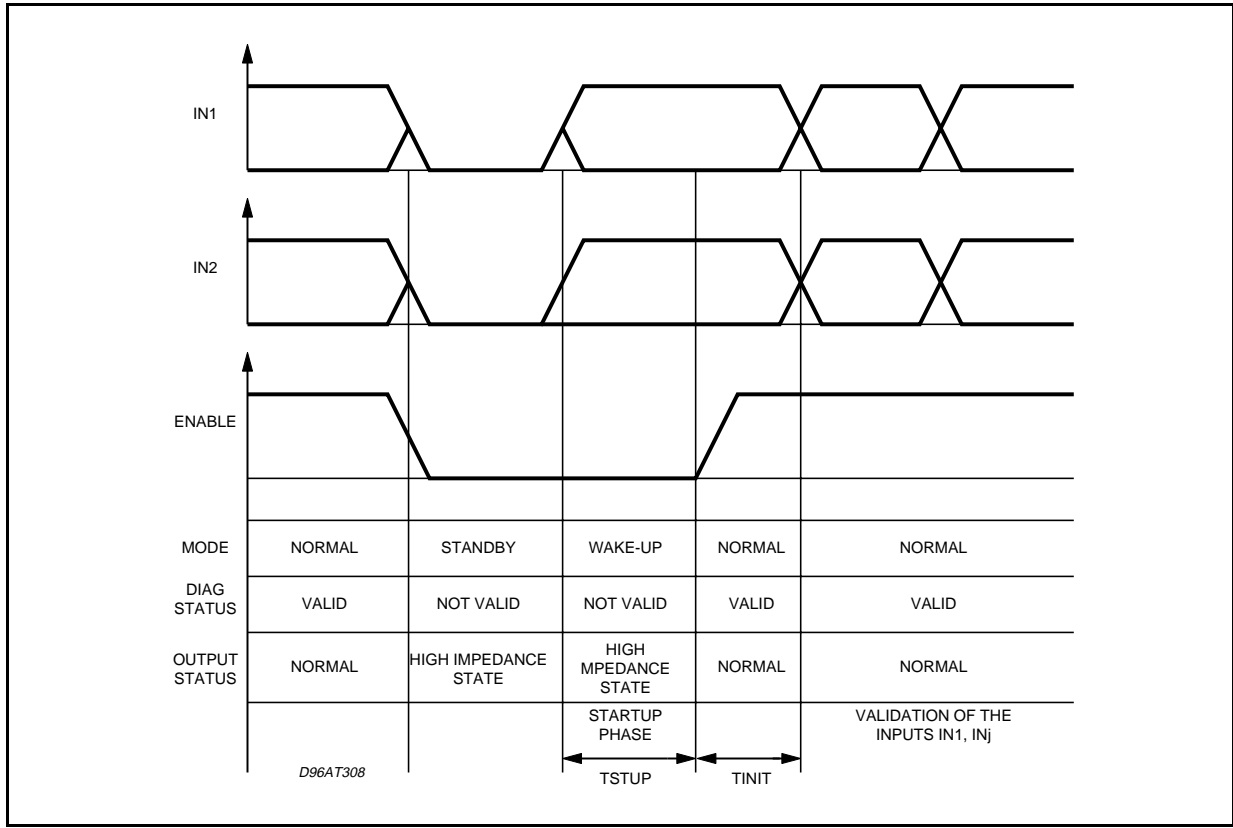 IN1
IN2
ENABLE
MODE NORMAL STANDBY WAKE-UP NORMAL NORMAL
DIAG
STATUS VALID NOT VALID NOT VALID VALID VALID
OUTPUT
STATUS NORMAL HIGH IMPEDANCE
STATE HIGH
MPEDANCE
STATE NORMAL NORMAL
STARTUP
PHASE
VALIDATION OF THE
INPUTS IN1, INj
D96AT308 TSTUP TINIT